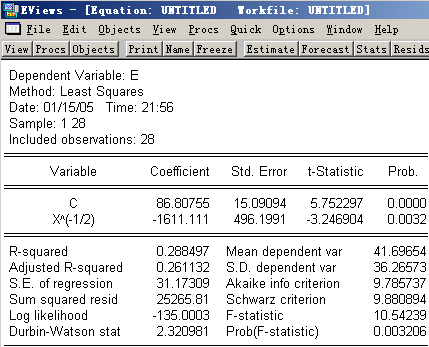 EViews - [Equation: UNTITLED Workfile: UNTITLED]
File Edit Objects View Procs Quick Options Window Help
View Procs Objects Print Name Freeze Estimate Forecast Stats Resids
Dependent Variable: E
Method: Least Squares
Date: 01/15/05 Time: 21:56
Sample: 1 28
Included observations: 28
Variable Coefficient Std. Error t-Statistic Prob.
C 86.80755 15.09094 5.752297 0.0000
X^(-1/2) -1611.111 496.1991 -3.246904 0.0032
R-squared 0.288497 Mean dependent var 41.69654
Adjusted R-squared 0.261132 S.D. dependent var 36.26573
S.E. of regression 31.17309 Akaike info criterion 9.785737
Sum squared resid 25265.81 Schwarz criterion 9.880894
Log likelihood -135.0003 F-statistic 10.54239
Durbin-Watson stat 2.320981 Prob(F-statistic) 0.003206